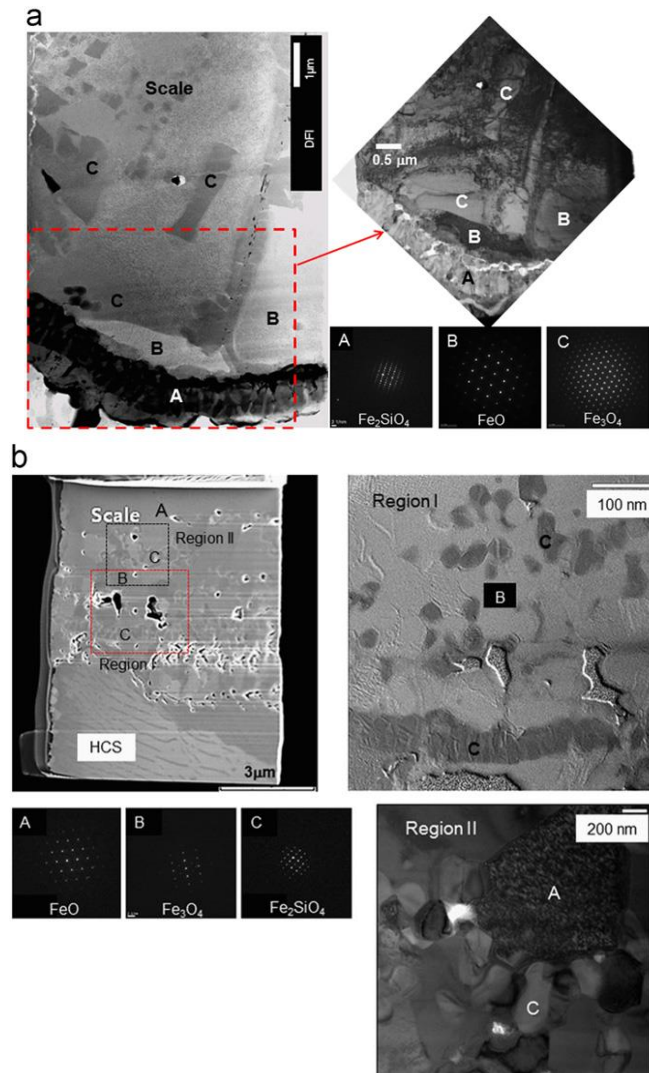 a
Scale
1μm
DFI
C
C
C
B
B
A
C
0.5 μm
C
B
B
A
A
Fe₂SiO₄
B
FeO
C
Fe₃O₄
b
Scale
A
Region II
C
B
C
Region
HCS
3μm
Region I
100 nm
C
B
C
A
FeO
B
Fe₃O₄
C
Fe₂SiO₄
Region II
200 nm
A
C